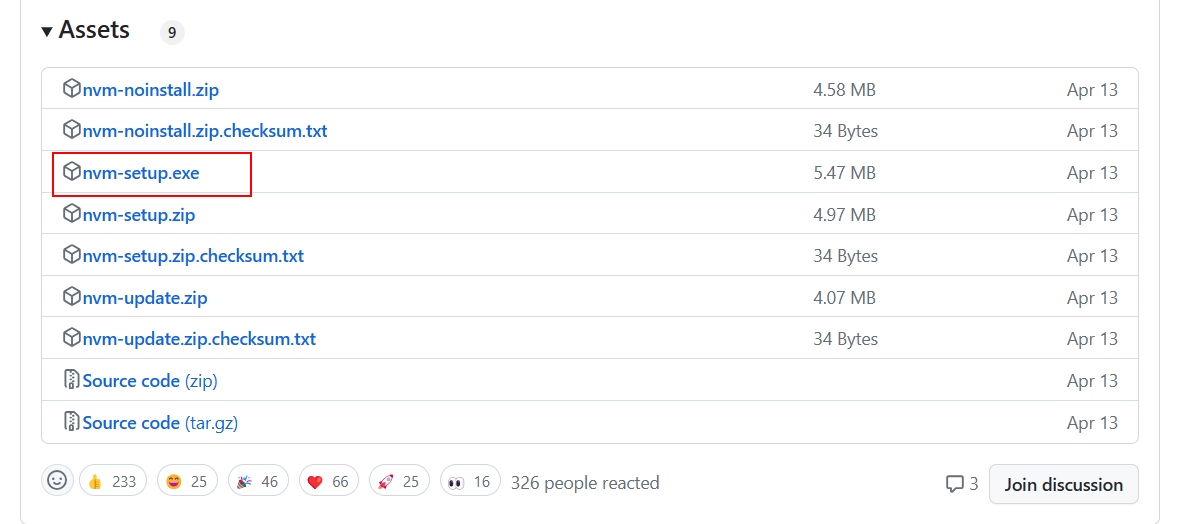 Assets 9
nvm-noinstall.zip 4.58 MB Apr 13
nvm-noinstall.zip.checksum.txt 34 Bytes Apr 13
nvm-setup.exe 5.47 MB Apr 13
nvm-setup.zip 4.97 MB Apr 13
nvm-setup.zip.checksum.txt 34 Bytes Apr 13
nvm-update.zip 4.07 MB Apr 13
nvm-update.zip.checksum.txt 34 Bytes Apr 13
Source code (zip) Apr 13
Source code (tar.gz) Apr 13
233 25 46 66 25 16 326 people reacted 3 Join discussion